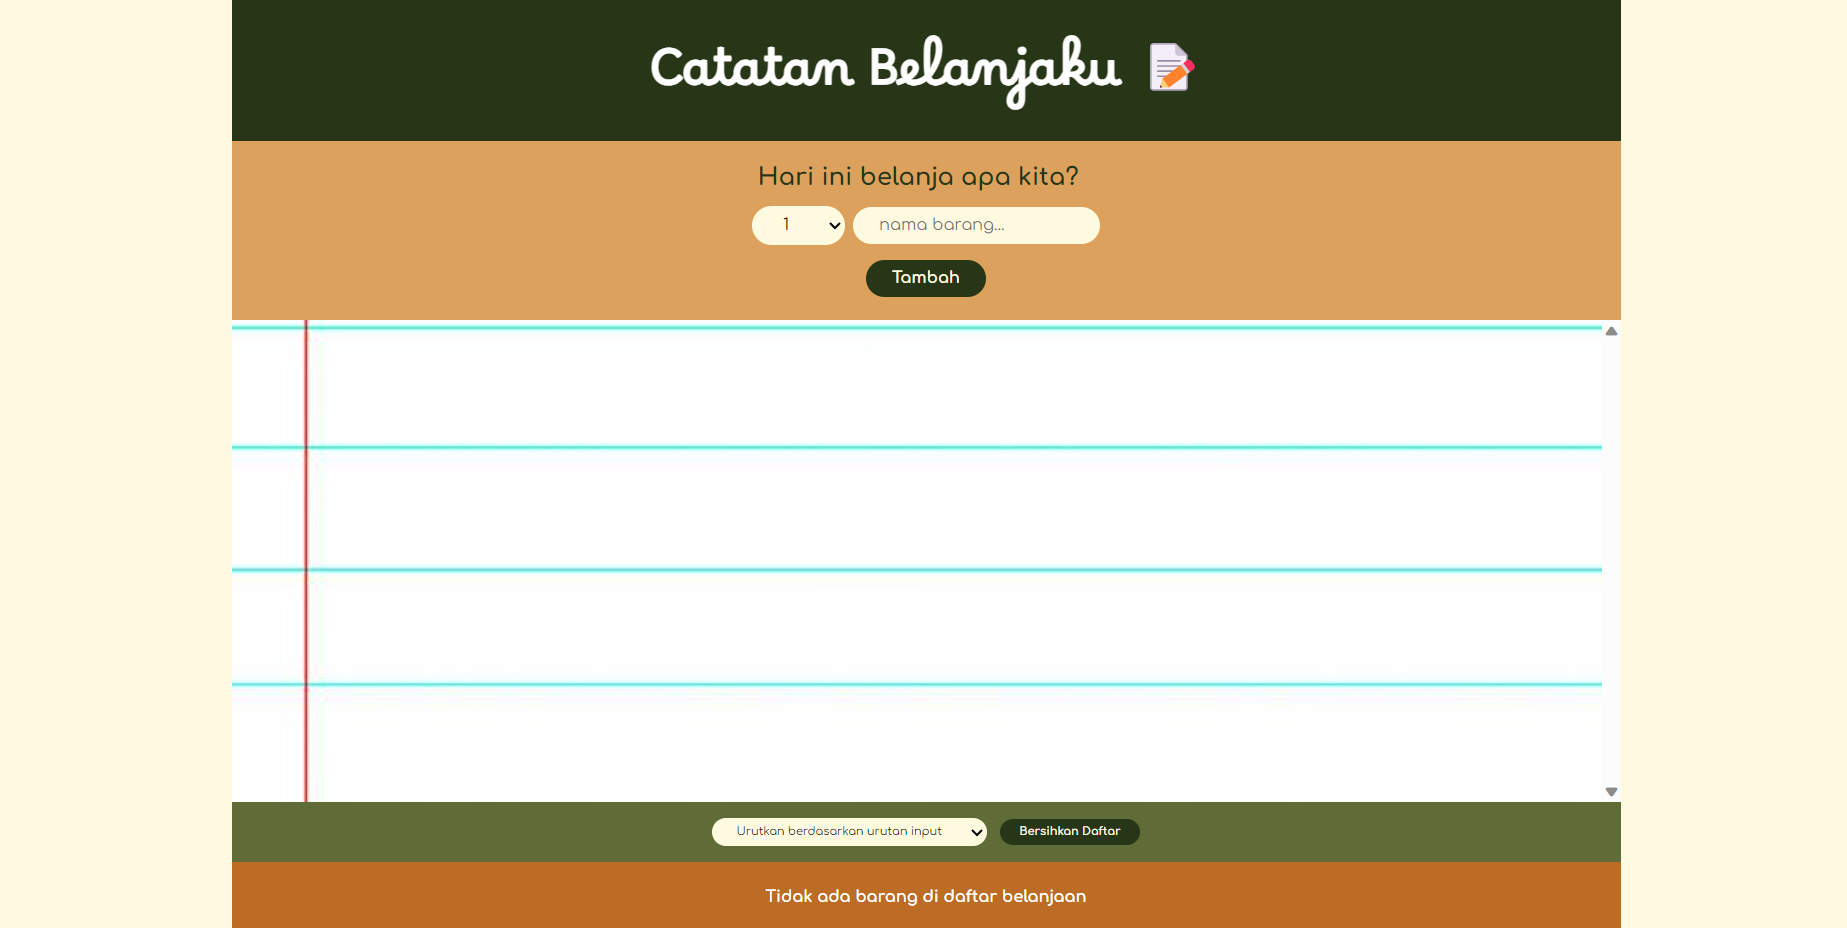 Catatan Belanjaku 📝
Hari ini belanja apa kita?
1 nama barang...
Tambah
Urutkan berdasarkan urutan input Bersihkan Daftar
Tidak ada barang di daftar belanjaan